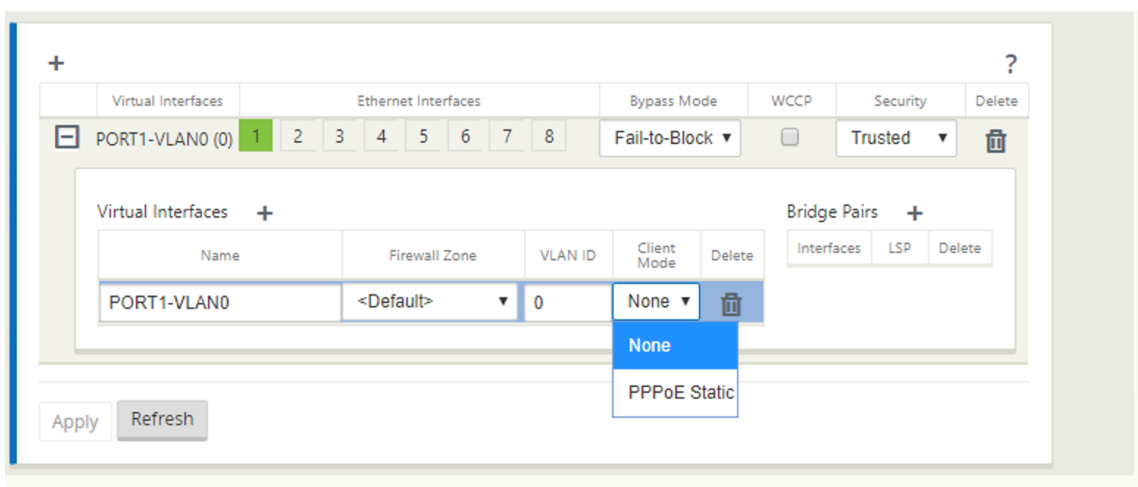 + ?
Virtual Interfaces Ethernet Interfaces Bypass Mode WCCP Security Delete
PORT1-VLAN0 (0) 1 2 3 4 5 6 7 8 Fail-to-Block Trusted
Virtual Interfaces + Bridge Pairs +
Name Firewall Zone VLAN ID Client Mode Delete Interfaces LSP Delete
PORT1-VLAN0 <Default> 0 None
None
PPPoE Static
Apply Refresh